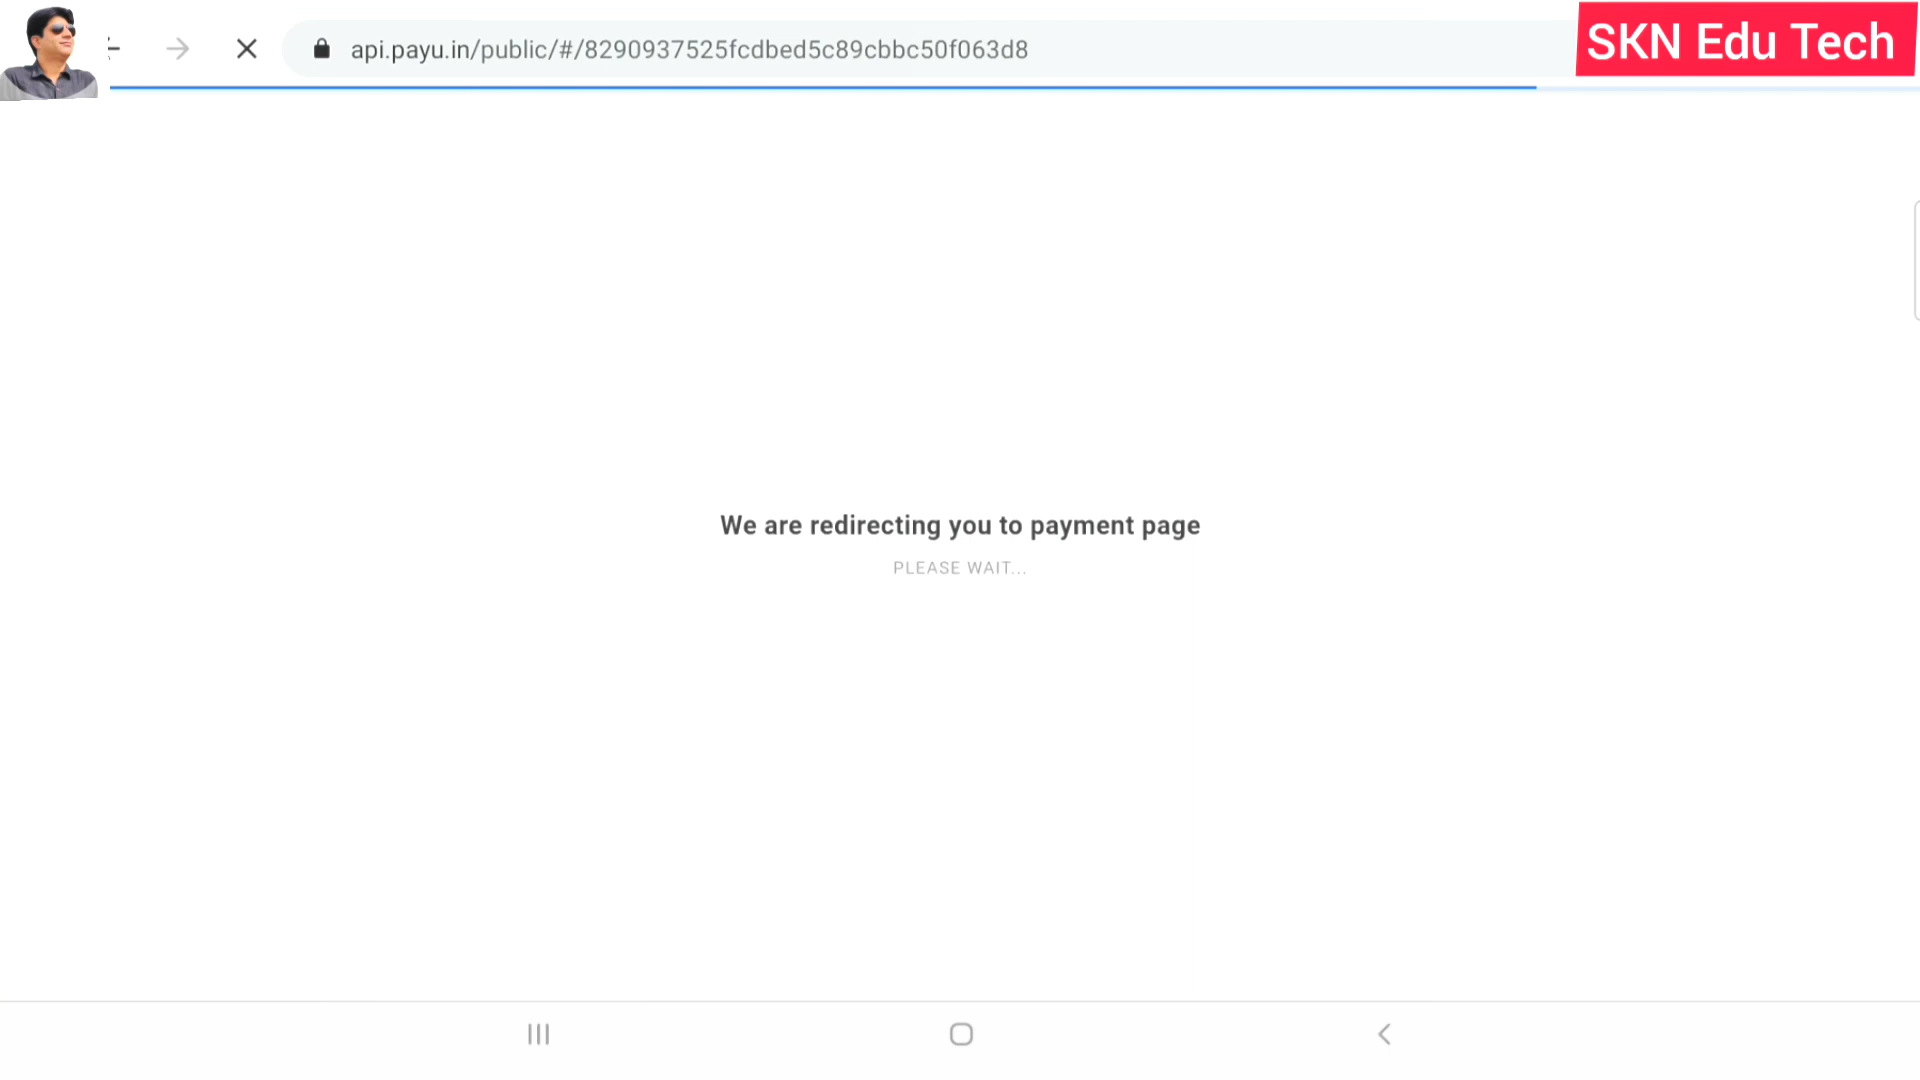 api.payu.in/public/#/8290937525fcdbed5c89cbbc50f063d8
SKN Edu Tech
We are redirecting you to payment page
PLEASE WAIT...